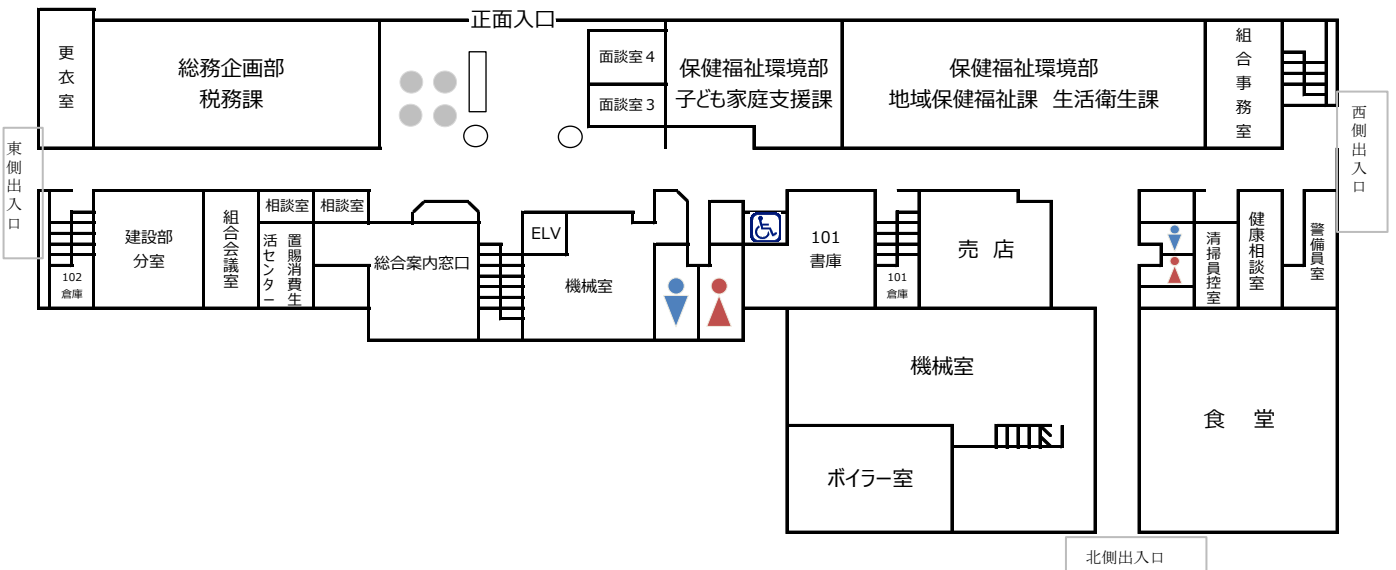 正面入口
更衣室
総務企画部
税務課
面談室４
面談室３
保健福祉環境部
子ども家庭支援課
保健福祉環境部
地域保健福祉課 生活衛生課
組合事務室
東側出入口
西側出入口
102
倉庫
建設部
分室
組合会議室
相談室
相談室
置賜消費生
活センター
総合案内窓口
ELV
機械室
101
書庫
101
倉庫
売 店
清掃員控室
健康相談室
警備員室
機械室
ボイラー室
食 堂
北側出入口